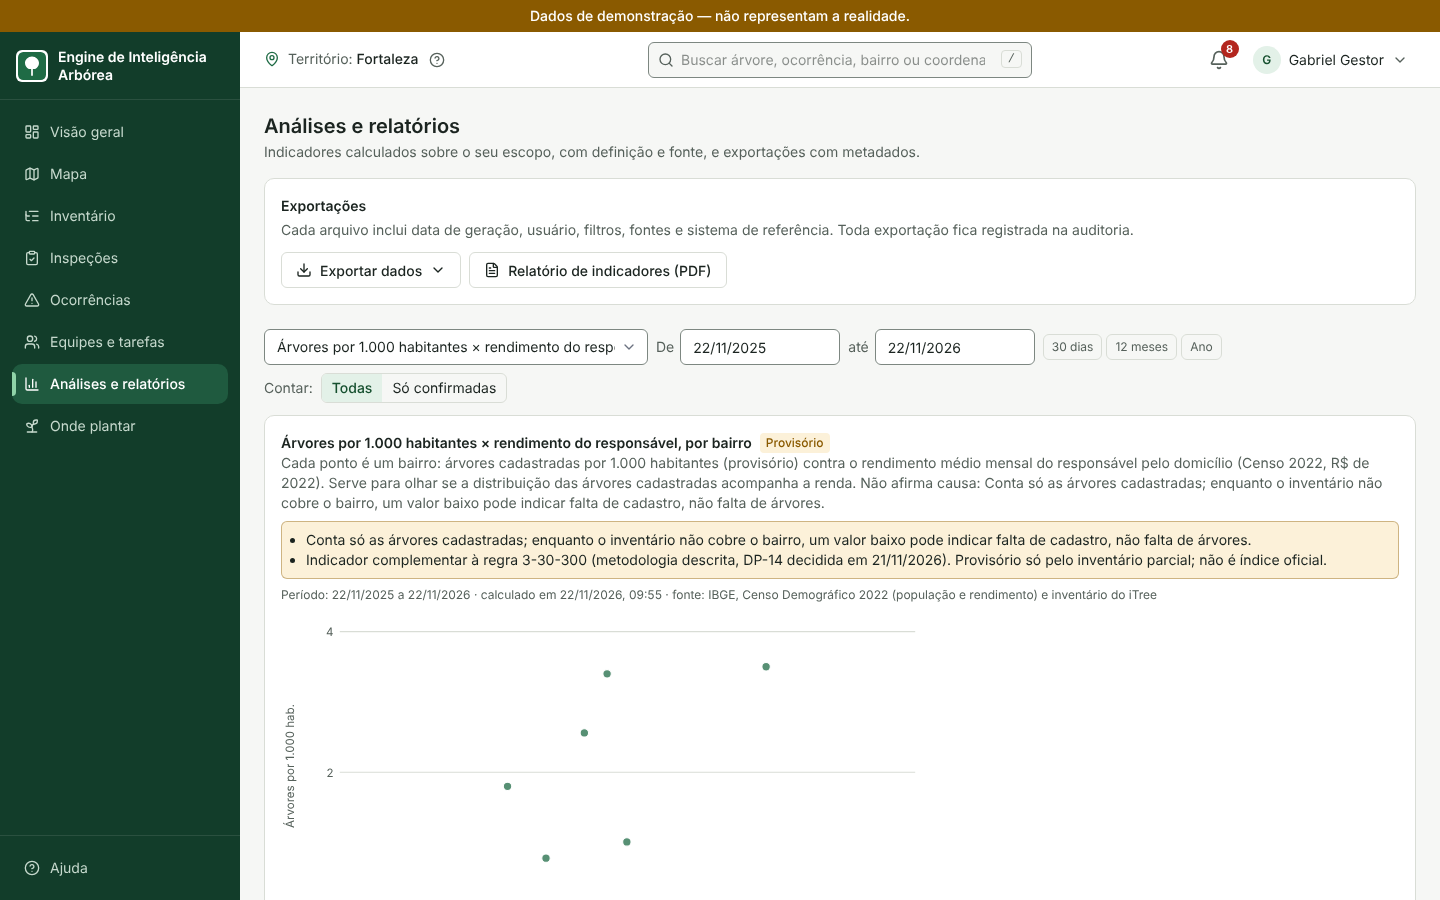 Dados de demonstração — não representam a realidade.
Engine de Inteligência
Arbórea
Território: Fortaleza
Buscar árvore, ocorrência, bairro ou coordena
/
8
G
Gabriel Gestor
Visão geral
Mapa
Inventário
Inspeções
Ocorrências
Equipes e tarefas
Análises e relatórios
Onde plantar
Ajuda
Análises e relatórios
Indicadores calculados sobre o seu escopo, com definição e fonte, e exportações com metadados.
Exportações
Cada arquivo inclui data de geração, usuário, filtros, fontes e sistema de referência. Toda exportação fica registrada na auditoria.
Exportar dados
Relatório de indicadores (PDF)
Árvores por 1.000 habitantes × rendimento do resp
De
22/11/2025
até
22/11/2026
30 dias
12 meses
Ano
Contar:
Todas
Só confirmadas
Árvores por 1.000 habitantes × rendimento do responsável, por bairro
Provisório
Cada ponto é um bairro: árvores cadastradas por 1.000 habitantes (provisório) contra o rendimento médio mensal do responsável pelo domicílio (Censo 2022, R$ de
2022). Serve para olhar se a distribuição das árvores cadastradas acompanha a renda. Não afirma causa: Conta só as árvores cadastradas; enquanto o inventário não
cobre o bairro, um valor baixo pode indicar falta de cadastro, não falta de árvores.
• Conta só as árvores cadastradas; enquanto o inventário não cobre o bairro, um valor baixo pode indicar falta de cadastro, não falta de árvores.
• Indicador complementar à regra 3-30-300 (metodologia descrita, DP-14 decidida em 21/11/2026). Provisório só pelo inventário parcial; não é índice oficial.
Período: 22/11/2025 a 22/11/2026 · calculado em 22/11/2026, 09:55 · fonte: IBGE, Censo Demográfico 2022 (população e rendimento) e inventário do iTree
4
2
Árvores por 1.000 hab.